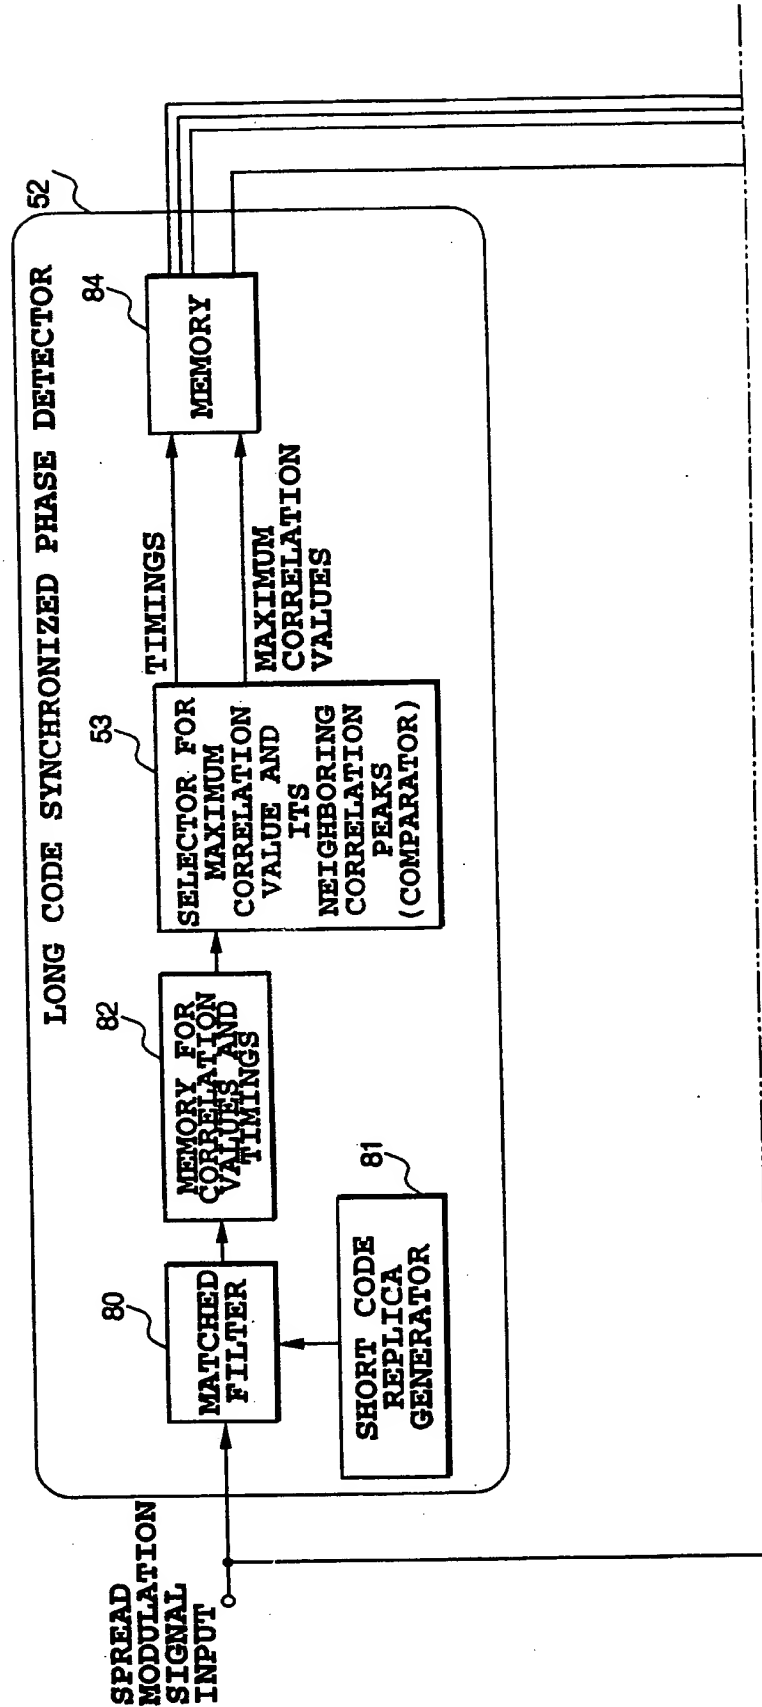 LONG CODE SYNCHRONIZED PHASE DETECTOR
52
SPREAD
MODULATION
SIGNAL
INPUT
80
MATCHED
FILTER
81
SHORT CODE
REPLICA
GENERATOR
82
MEMORY FOR
CORRELATION
VALUES AND
TIMINGS
53
SELECTOR FOR
MAXIMUM
CORRELATION
VALUE AND
ITS
NEIGHBORING
CORRELATION
PEAKS
(COMPARATOR)
TIMINGS
MAXIMUM
CORRELATION
VALUES
84
MEMORY